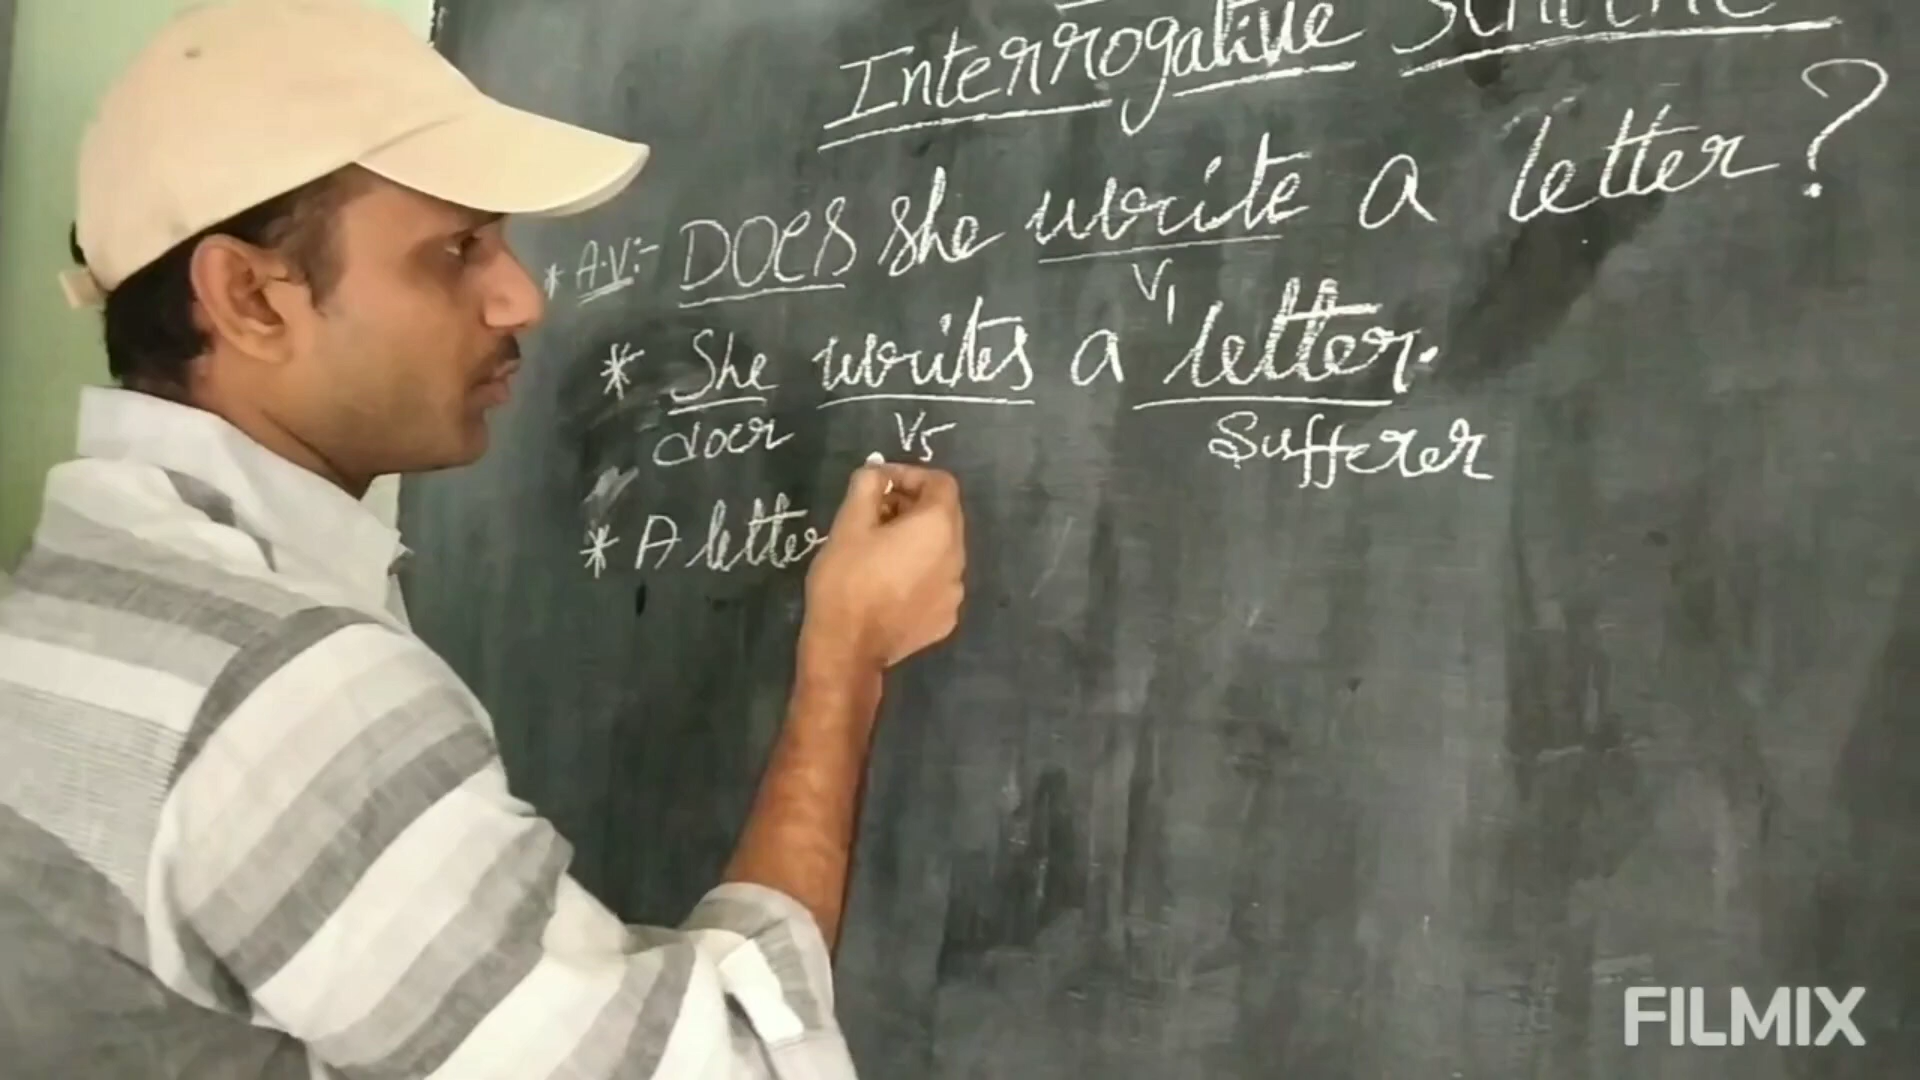 Interrogative Sentence
* A.V:- DOES she write a letter?
V1
* She writes a letter.
doer V5 Sufferer
* A letter
FILMIX